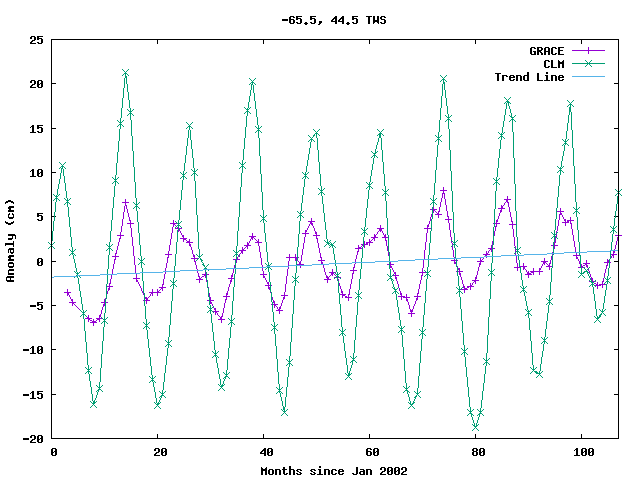 -65.5, 44.5 TWS
GRACE
CLM
Trend Line
Anomaly (cm)
25
20
15
10
5
0
-5
-10
-15
-20
0 20 40 60 80 100
Months since Jan 2002